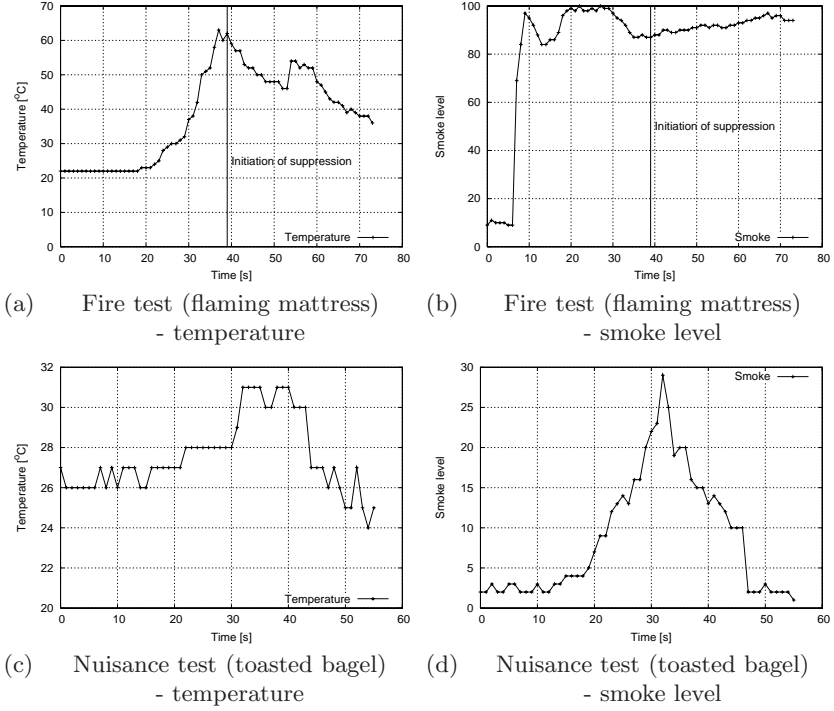 70
60
50
40
30
20
10
0
0 10 20 30 40 50 60 70 80
Temperature [°C]
Time [s]
Initiation of suppression
Temperature
(a) Fire test (flaming mattress)
- temperature
100
80
60
40
20
0
0 10 20 30 40 50 60 70 80
Smoke level
Time [s]
Initiation of suppression
Smoke
(b) Fire test (flaming mattress)
- smoke level
32
30
28
26
24
22
20
0 10 20 30 40 50 60
Temperature [°C]
Time [s]
Temperature
(c) Nuisance test (toasted bagel)
- temperature
30
25
20
15
10
5
0
0 10 20 30 40 50 60
Smoke level
Time [s]
Smoke
(d) Nuisance test (toasted bagel)
- smoke level